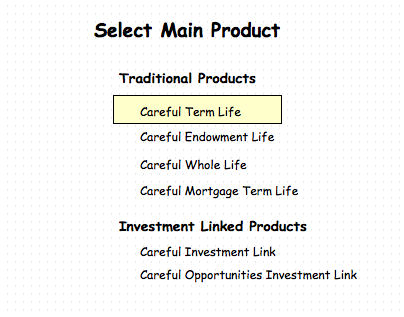 Select Main Product
Traditional Products
Careful Term Life
Careful Endowment Life
Careful Whole Life
Careful Mortgage Term Life
Investment Linked Products
Careful Investment Link
Careful Opportunities Investment Link